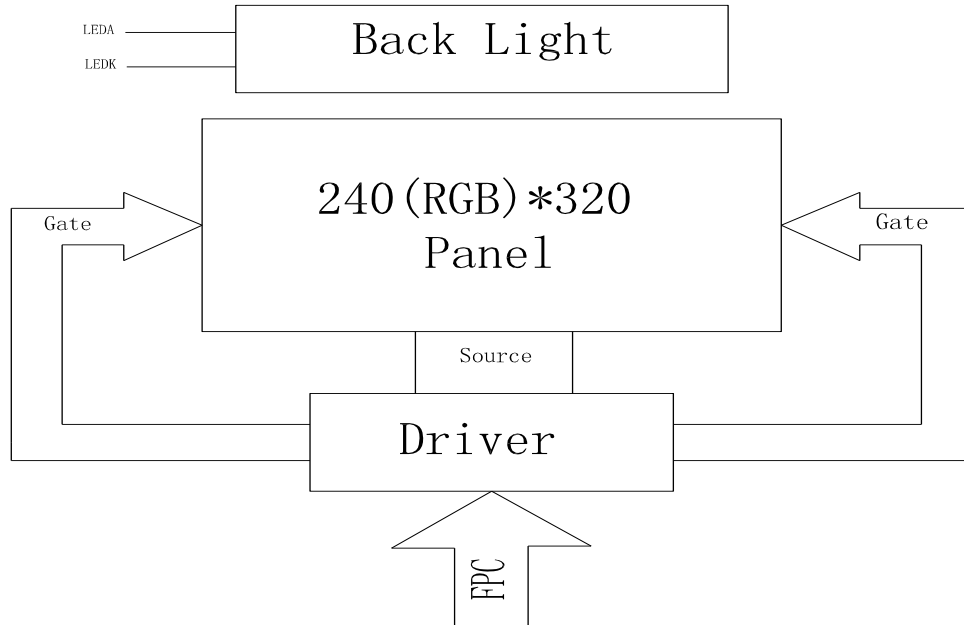 LEDA
LEDK
Back Light
240(RGB)*320
Panel
Gate
Gate
Source
Driver
FPC